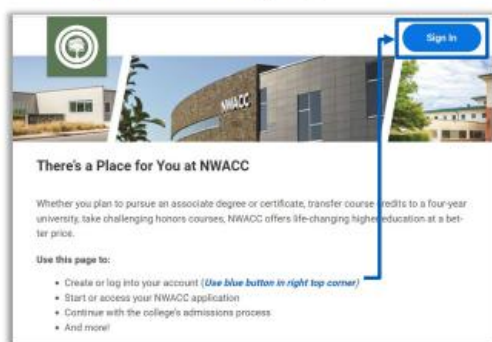 Sign In
NWACC
There's a Place for You at NWACC
Whether you plan to pursue an associate degree or certificate, transfer course credits to a four-year
university, take challenging honors courses, NWACC offers life-changing higher education at a bet-
ter price.
Use this page to:
• Create or log into your account (Use blue button in right top corner)
• Start or access your NWACC application
• Continue with the college's admissions process
• And more!